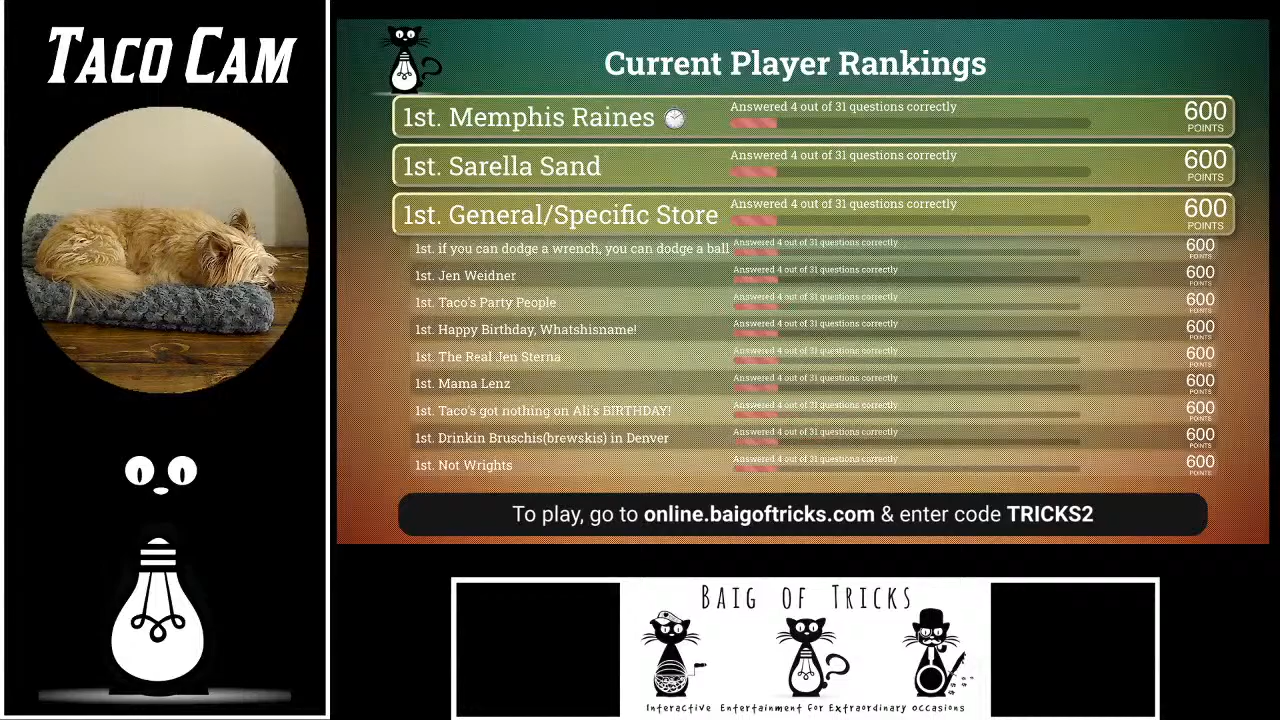 TACO CAM
Current Player Rankings
1st. Memphis Raines
Answered 4 out of 31 questions correctly
600
POINTS
1st. Sarella Sand
Answered 4 out of 31 questions correctly
600
POINTS
1st. General/Specific Store
Answered 4 out of 31 questions correctly
600
POINTS
1st. if you can dodge a wrench, you can dodge a ball
Answered 4 out of 31 questions correctly
600
POINTS
1st. Jen Weidner
Answered 4 out of 31 questions correctly
600
POINTS
1st. Taco's Party People
Answered 4 out of 31 questions correctly
600
POINTS
1st. Happy Birthday, Whatshisname!
Answered 4 out of 31 questions correctly
600
POINTS
1st. The Real Jen Sterna
Answered 4 out of 31 questions correctly
600
POINTS
1st. Mama Lenz
Answered 4 out of 31 questions correctly
600
POINTS
1st. Taco's got nothing on Ali's BIRTHDAY!
Answered 4 out of 31 questions correctly
600
POINTS
1st. Drinkin Bruschis(brewskis) in Denver
Answered 4 out of 31 questions correctly
600
POINTS
1st. Not Wrights
Answered 4 out of 31 questions correctly
600
POINTS
To play, go to online.baigoftricks.com & enter code TRICKS2
BAIG OF TRICKS
Interactive Entertainment for Extraordinary Occasions